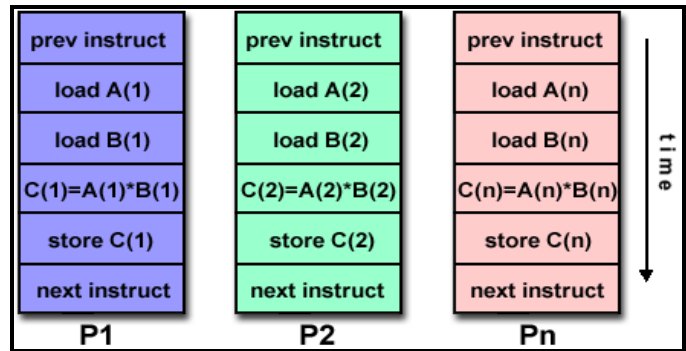 prev instruct
load A(1)
load B(1)
C(1)=A(1)*B(1)
store C(1)
next instruct
P1
prev instruct
load A(2)
load B(2)
C(2)=A(2)*B(2)
store C(2)
next instruct
P2
prev instruct
load A(n)
load B(n)
C(n)=A(n)*B(n)
store C(n)
next instruct
Pn
time